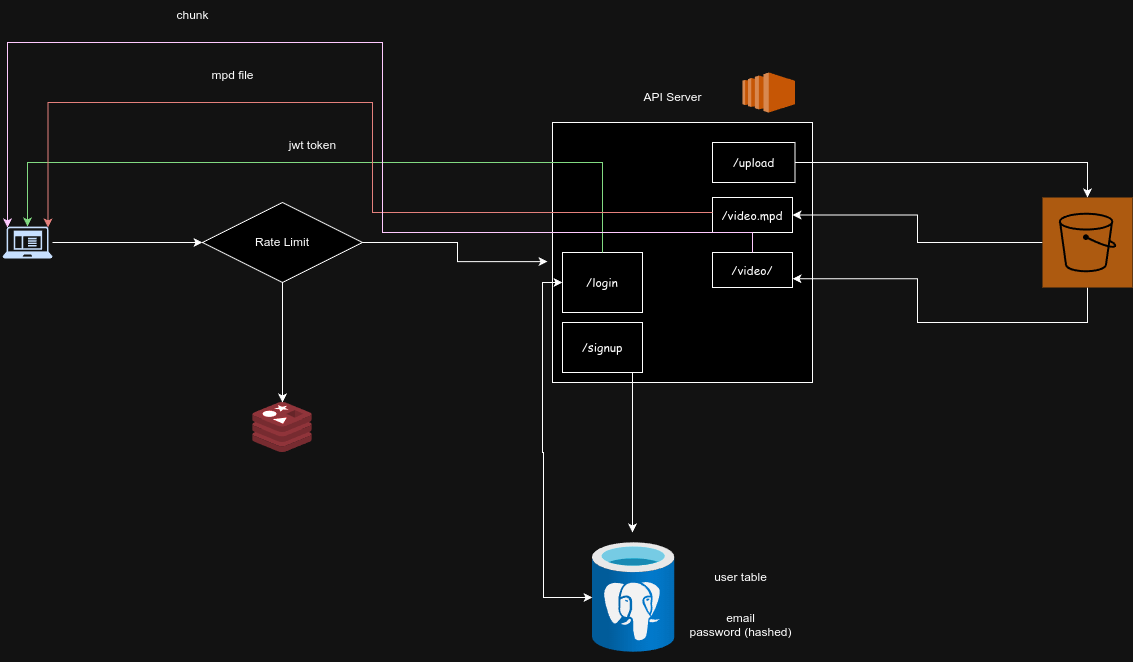 chunk
mpd file
API Server
jwt token
/upload
/video.mpd
Rate Limit
/video/
/login
/signup
user table
email
password (hashed)